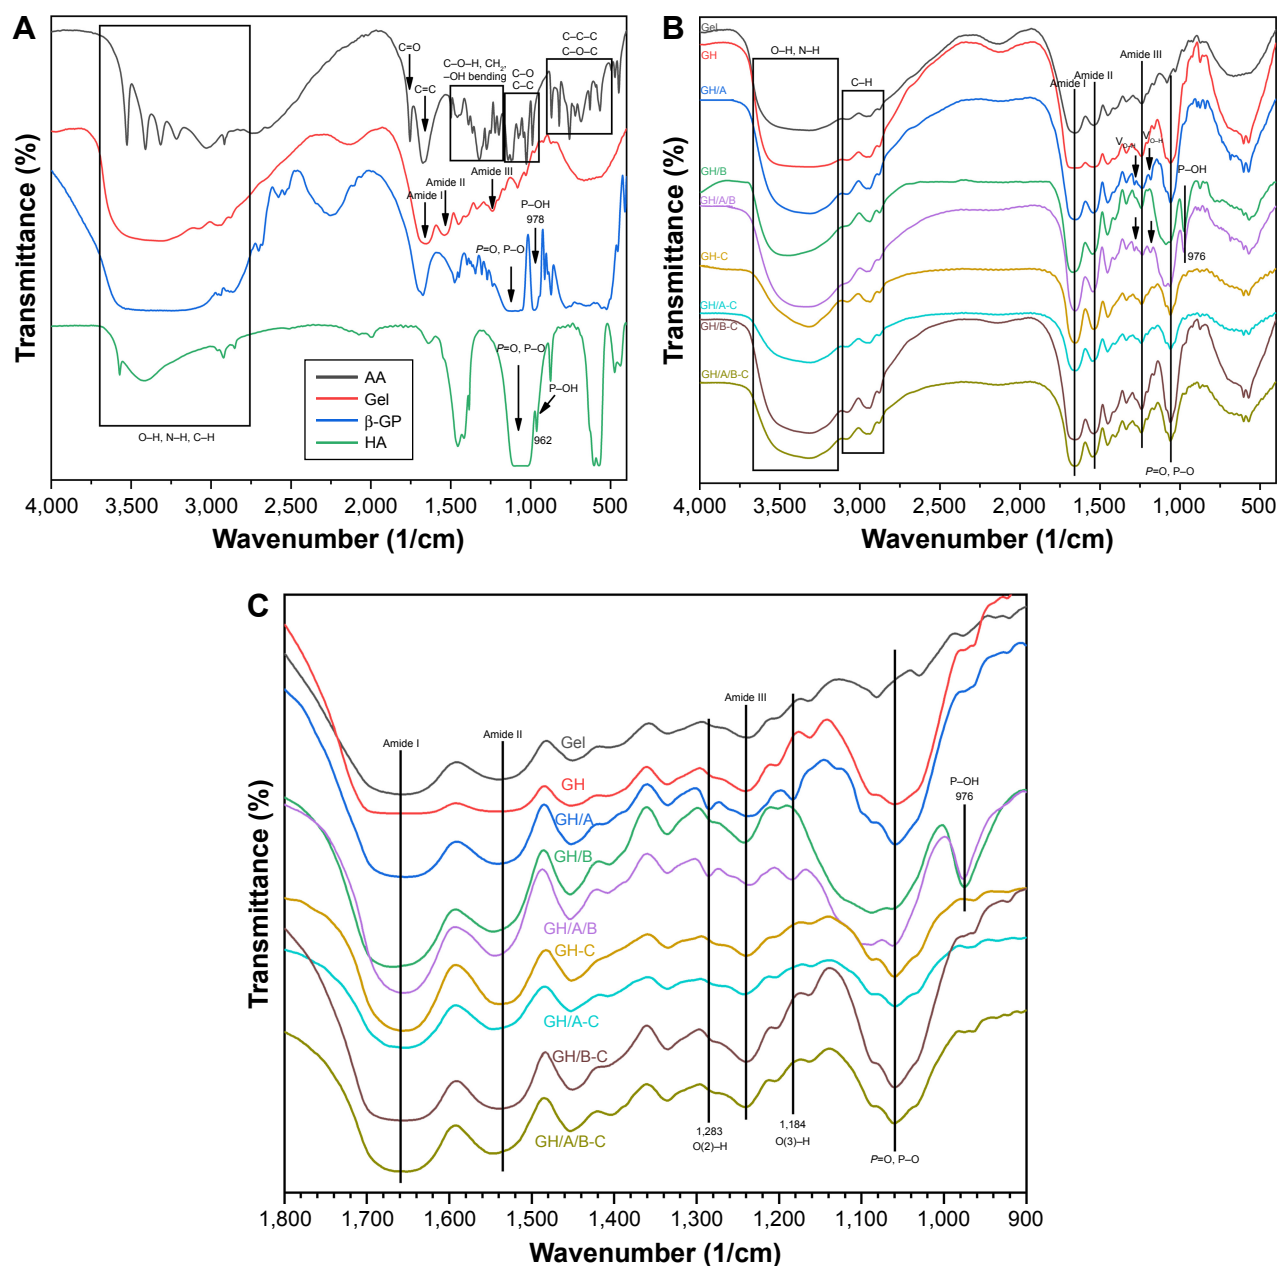 A
C=O
C=C
C–O–H, CH2,
–OH bending
C–O
C–C
C–C–C
C–O–C
Amide I
Amide II
Amide III
P–OH
978
P=O, P–O
P=O, P–O
P–OH
962
O–H, N–H, C–H
AA
Gel
β-GP
HA
Transmittance (%)
4,000 3,500 3,000 2,500 2,000 1,500 1,000 500
Wavenumber (1/cm)
B
Gel
GH
GH/A
GH/B
GH/A/B
GH-C
GH/A-C
GH/B-C
GH/A/B-C
O–H, N–H
C–H
Amide I
Amide II
Amide III
VO–H
VO–H
P–OH
976
P=O, P–O
Transmittance (%)
4,000 3,500 3,000 2,500 2,000 1,500 1,000 500
Wavenumber (1/cm)
C
Amide I
Amide II
Amide III
Gel
GH
GH/A
GH/B
GH/A/B
GH-C
GH/A-C
GH/B-C
GH/A/B-C
P–OH
976
1,283
O(2)–H
1,184
O(3)–H
P=O, P–O
Transmittance (%)
1,800 1,700 1,600 1,500 1,400 1,300 1,200 1,100 1,000 900
Wavenumber (1/cm)